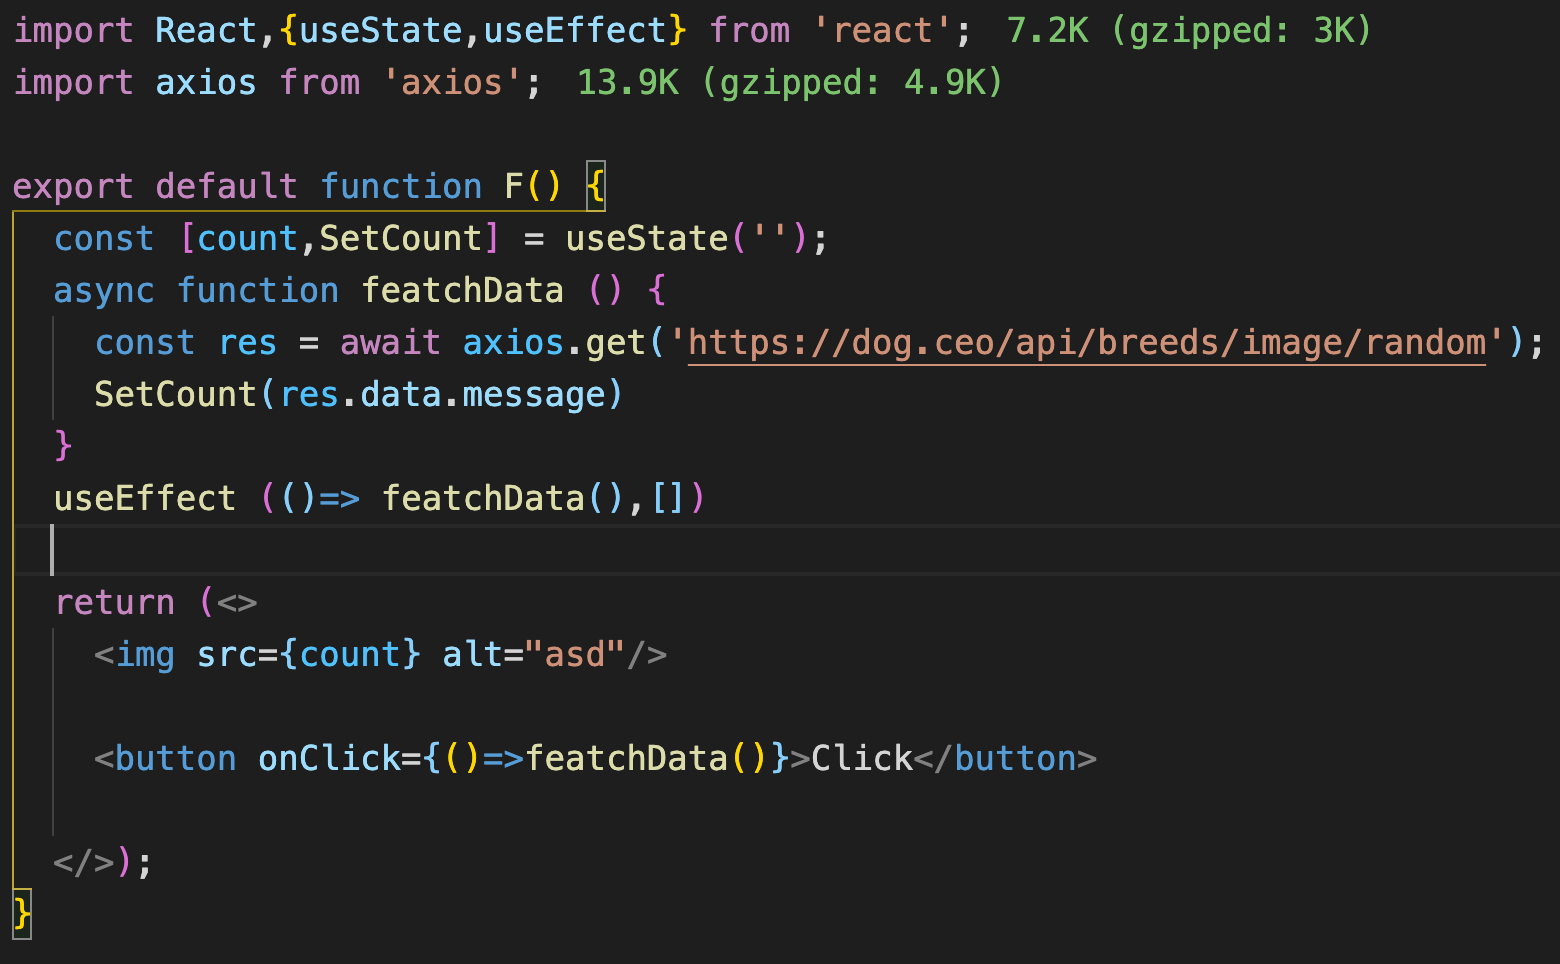 import React,{useState,useEffect} from 'react';  7.2K (gzipped: 3K)
import axios from 'axios';  13.9K (gzipped: 4.9K)
export default function F() {
const [count,SetCount] = useState('');
async function featchData () {
const res = await axios.get('https://dog.ceo/api/breeds/image/random');
SetCount(res.data.message)
}
useEffect (()=> featchData(),[])
return (<>
<img src={count} alt="asd"/>
<button onClick={()=>featchData()}>Click</button>
</>);
}